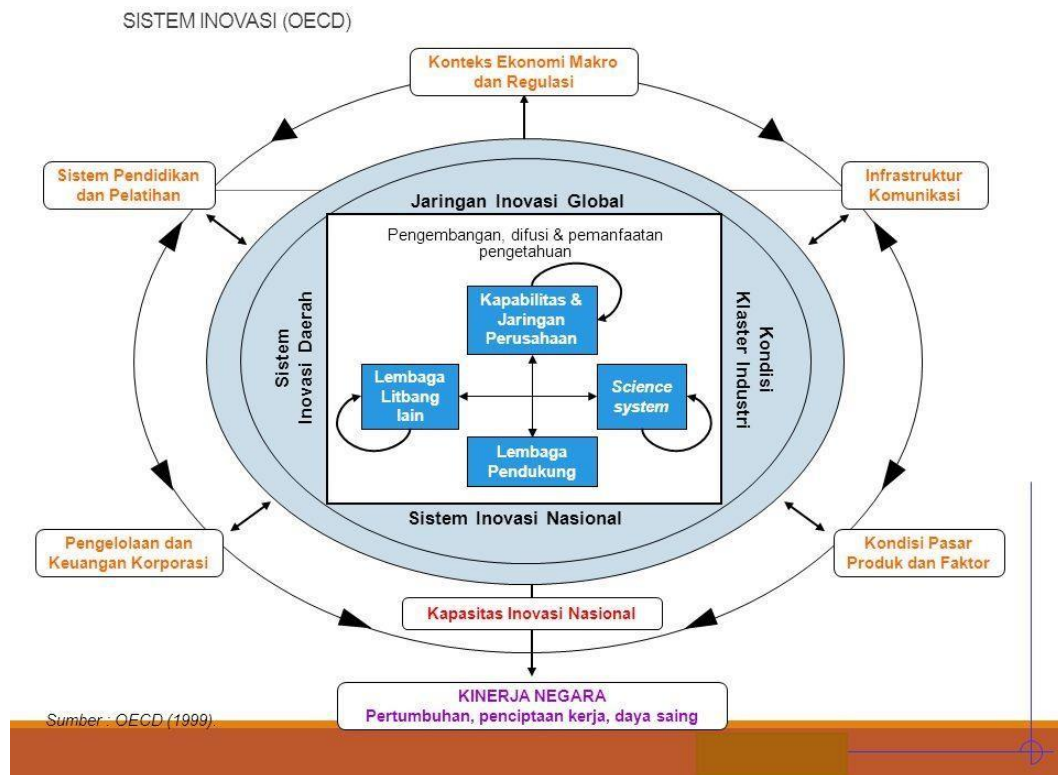 SISTEM INOVASI (OECD)
Konteks Ekonomi Makro
dan Regulasi
Sistem Pendidikan
dan Pelatihan
Infrastruktur
Komunikasi
Jaringan Inovasi Global
Pengembangan, difusi & pemanfaatan
pengetahuan
Kapabilitas &
Jaringan
Perusahaan
Sistem
Inovasi Daerah
Kondisi
Klaster Industri
Lembaga
Litbang
lain
Science
system
Lembaga
Pendukung
Sistem Inovasi Nasional
Pengelolaan dan
Keuangan Korporasi
Kondisi Pasar
Produk dan Faktor
Kapasitas Inovasi Nasional
KINERJA NEGARA
Pertumbuhan, penciptaan kerja, daya saing
Sumber : OECD (1999).